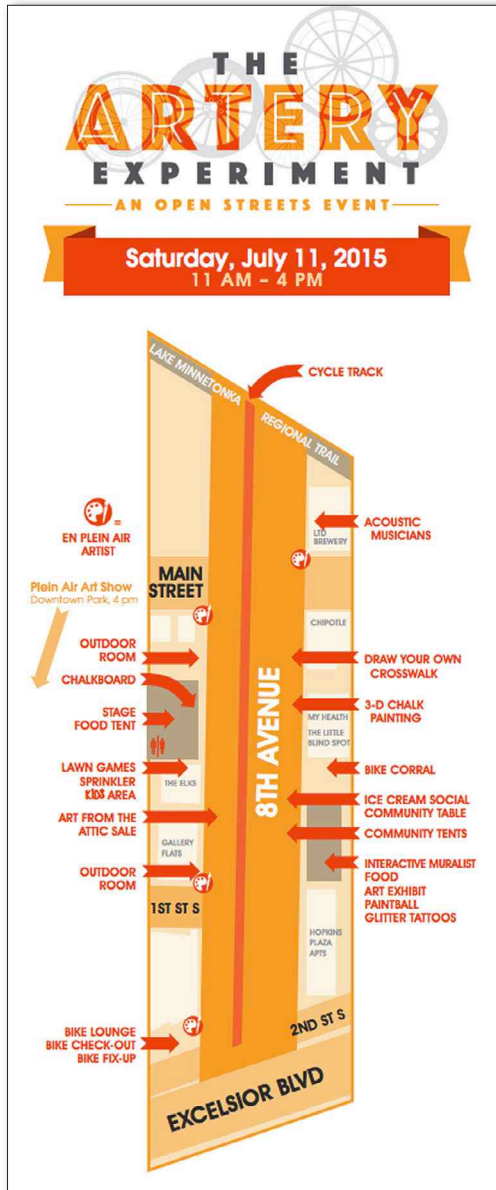 THE
ARTERY
EXPERIMENT
AN OPEN STREETS EVENT
Saturday, July 11, 2015
11 AM – 4 PM
LAKE MINNETONKA
REGIONAL TRAIL
CYCLE TRACK
=
EN PLEIN AIR
ARTIST
ACOUSTIC
MUSICIANS
LTD
BREWERY
Plein Air Art Show
Downtown Park, 4 pm
MAIN
STREET
CHIPOTLE
OUTDOOR
ROOM
DRAW YOUR OWN
CROSSWALK
CHALKBOARD
3-D CHALK
PAINTING
STAGE
FOOD TENT
MY HEALTH
THE LITTLE
BLIND SPOT
8TH AVENUE
LAWN GAMES
SPRINKLER
KIDS AREA
THE ELKS
BIKE CORRAL
ICE CREAM SOCIAL
COMMUNITY TABLE
ART FROM THE
ATTIC SALE
COMMUNITY TENTS
GALLERY
FLATS
OUTDOOR
ROOM
INTERACTIVE MURALIST
FOOD
ART EXHIBIT
PAINTBALL
GLITTER TATTOOS
1ST ST S
HOPKINS
PLAZA
APTS
BIKE LOUNGE
BIKE CHECK-OUT
BIKE FIX-UP
2ND ST S
EXCELSIOR BLVD